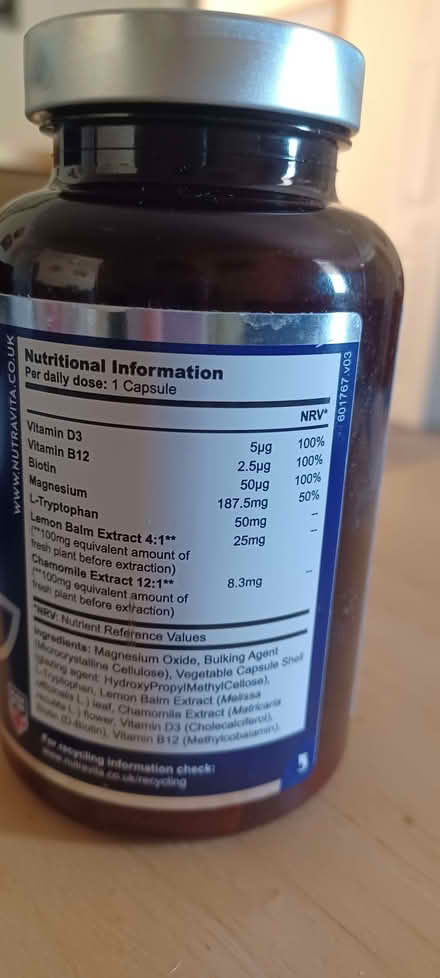 Nutritional Information
Per daily dose: 1 Capsule
NRV*
Vitamin D3 5µg 100%
Vitamin B12 2.5µg 100%
Biotin 50µg 100%
Magnesium 187.5mg 50%
L-Tryptophan 50mg –
Lemon Balm Extract 4:1** 25mg –
(**100mg equivalent amount of
fresh plant before extraction)
Chamomile Extract 12:1** 8.3mg –
(**100mg equivalent amount of
fresh plant before extraction)
*NRV: Nutrient Reference Values
Ingredients: Magnesium Oxide, Bulking Agent
(Microcrystalline Cellulose), Vegetable Capsule Shell
(glazing agent: HydroxyPropylMethylCellose),
L-Tryptophan, Lemon Balm Extract (Melissa
officinalis L.) leaf, Chamomile Extract (Matricaria
L.) flower, Vitamin D3 (Cholecalciferol),
Biotin (D-Biotin), Vitamin B12 (Methylcobalamin).
For recycling information check:
www.nutravita.co.uk/recycling
WWW.NUTRAVITA.CO.UK
601767.v03